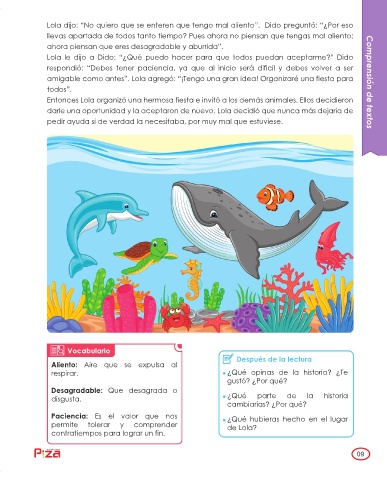 Lola dijo: “No quiero que se enteren que tengo mal aliento”. Dido preguntó: “¿Por eso
llevas apartada de todos tanto tiempo? Pues ahora no piensan que tengas mal aliento;
ahora piensan que eres desagradable y aburrida”.
Lola le dijo a Dido: “¿Qué puedo hacer para que todos puedan aceptarme?” Dido
respondió: “Debes tener paciencia, ya que al inicio será difícil y debes volver a ser
amigable como antes”. Lola agregó: “¡Tengo una gran idea! Organizaré una fiesta para
todos”.
Entonces Lola organizó una hermosa fiesta e invitó a los demás animales. Ellos decidieron
darle una oportunidad y la aceptaron de nuevo. Lola decidió que nunca más dejaría de
pedir ayuda si de verdad la necesitaba, por muy mal que estuviese.
Comprensión de textos
Vocabulario
Aliento: Aire que se expulsa al
respirar.
Desagradable: Que desagrada o
disgusta.
Paciencia: Es el valor que nos
permite tolerar y comprender
contratiempos para lograr un fin.
Después de la lectura
¿Qué opinas de la historia? ¿Te
gustó? ¿Por qué?
¿Qué parte de la historia
cambiarías? ¿Por qué?
¿Qué hubieras hecho en el lugar
de Lola?
PIZA
09